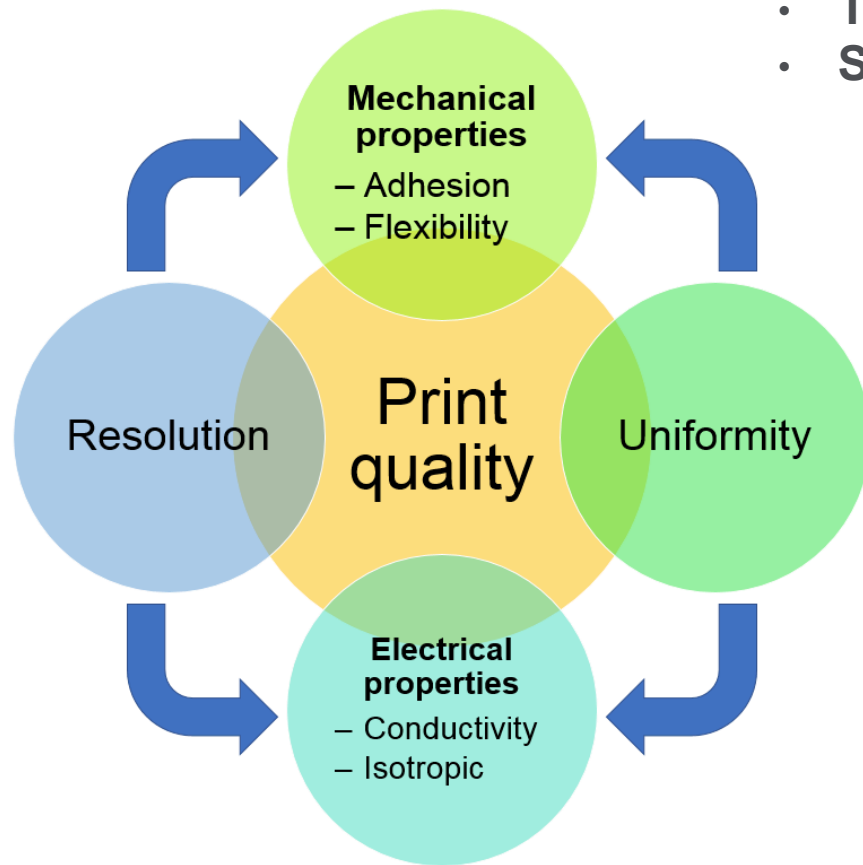 Mechanical
properties
– Adhesion
– Flexibility
Resolution
Print
quality
Uniformity
Electrical
properties
– Conductivity
– Isotropic